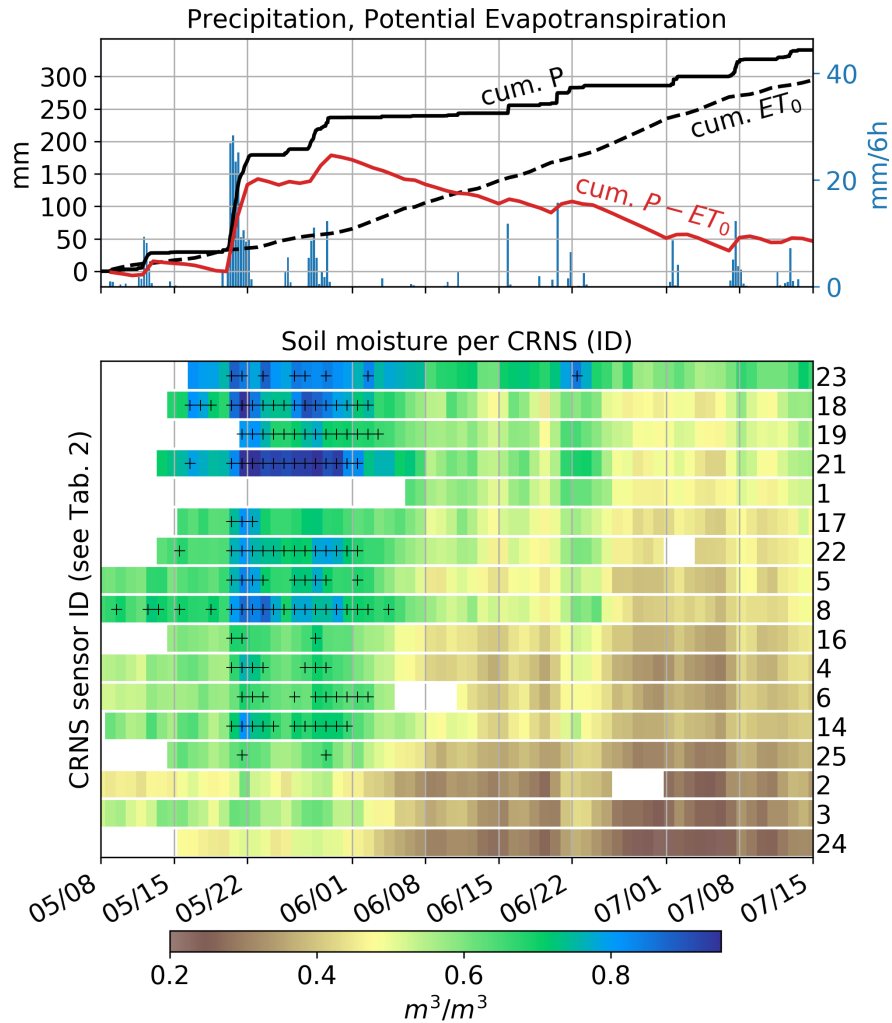 Precipitation, Potential Evapotranspiration
mm
300
250
200
150
100
50
0
cum. P
cum. ET₀
cum. P − ET₀
40
20
0
mm/6h
Soil moisture per CRNS (ID)
CRNS sensor ID (see Tab. 2)
23
18
19
21
1
17
22
5
8
16
4
6
14
25
2
3
24
05/08 05/15 05/22 06/01 06/08 06/15 06/22 07/01 07/08 07/15
0.2 0.4 0.6 0.8
m³/m³